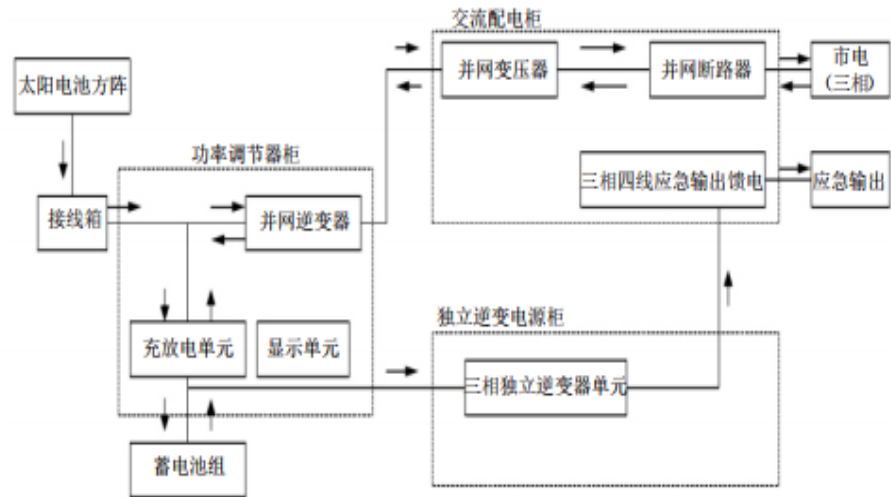 交流配电柜
并网变压器
并网断路器
市电
(三相)
太阳电池方阵
功率调节器柜
三相四线应急输出馈电
应急输出
接线箱
并网逆变器
独立逆变电源柜
充放电单元
显示单元
三相独立逆变器单元
蓄电池组